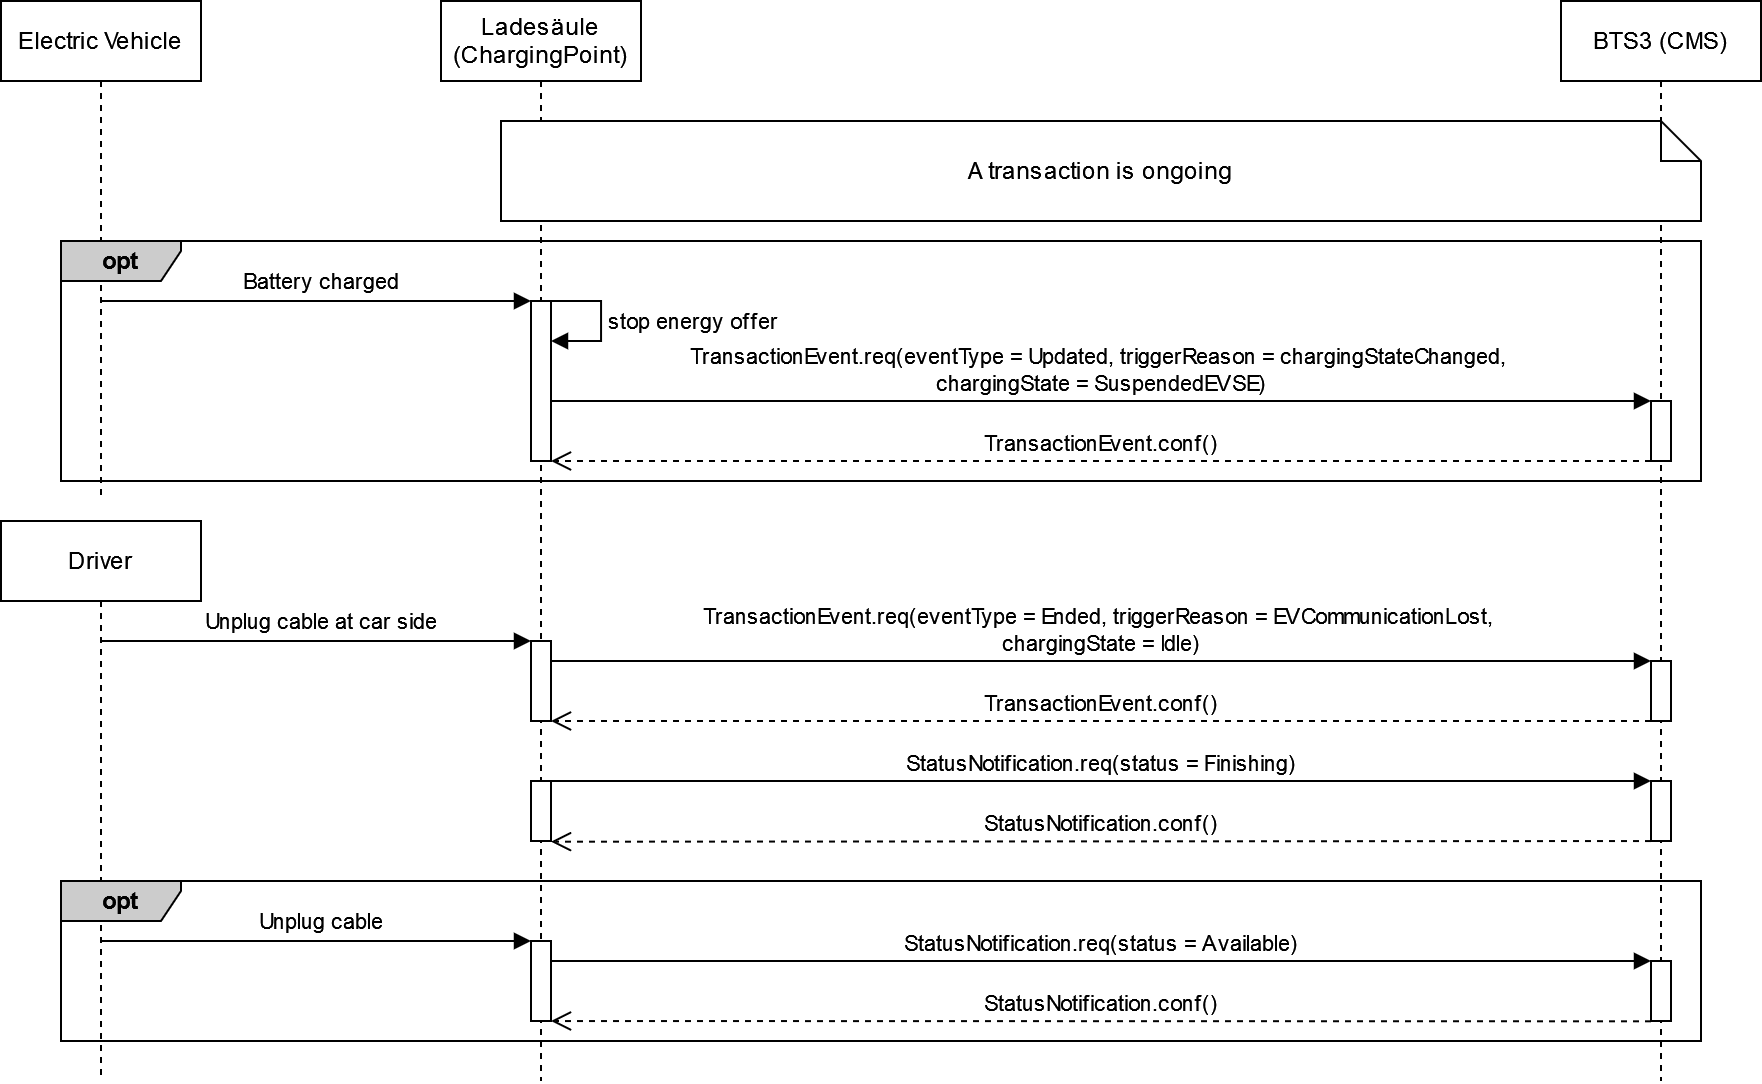 Electric Vehicle
Ladesäule
(ChargingPoint)
BTS3 (CMS)
A transaction is ongoing
opt
Battery charged
stop energy offer
TransactionEvent.req(eventType = Updated, triggerReason = chargingStateChanged,
chargingState = SuspendedEVSE)
TransactionEvent.conf()
Driver
Unplug cable at car side
TransactionEvent.req(eventType = Ended, triggerReason = EVCommunicationLost,
chargingState = Idle)
TransactionEvent.conf()
StatusNotification.req(status = Finishing)
StatusNotification.conf()
opt
Unplug cable
StatusNotification.req(status = Available)
StatusNotification.conf()